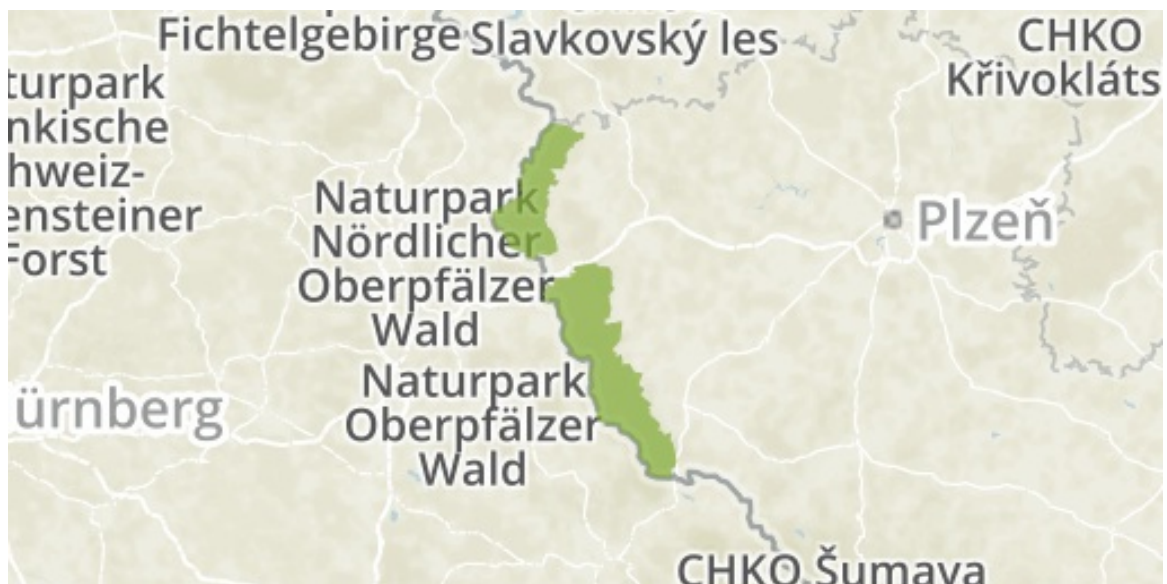 Fichtelgebirge
Slavkovský les
CHKO
Křivokláts
turpark
nkische
hweiz-
ensteiner
Forst
Naturpark
Nördlicher
Oberpfälzer
Wald
Plzeň
Naturpark
Oberpfälzer
Wald
ürnberg
CHKO Šumava